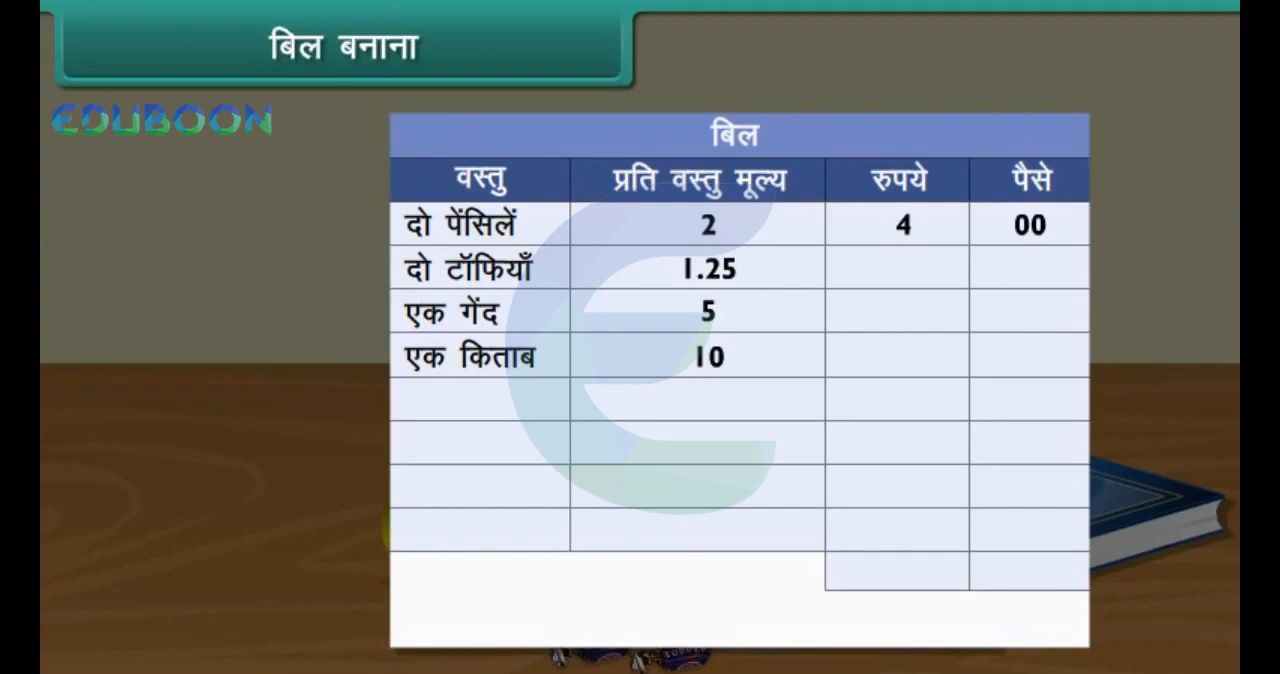 बिल बनाना
EDUBOON
बिल
वस्तु प्रति वस्तु मूल्य रुपये पैसे
दो पेंसिलें 2 4 00
दो टॉफियाँ 1.25
एक गेंद 5
एक किताब 10